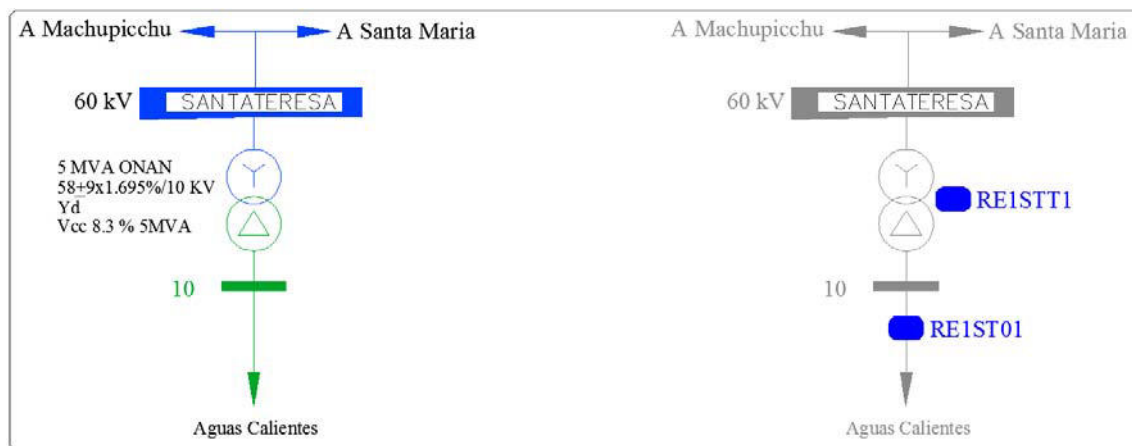 A Machupicchu
A Santa Maria
60 kV
SANTATERESA
5 MVA ONAN
58±9x1.695%/10 KV
Yd
Vcc 8.3 % 5MVA
10
Aguas Calientes
A Machupicchu
A Santa Maria
60 kV
SANTATERESA
RE1STT1
10
RE1ST01
Aguas Calientes